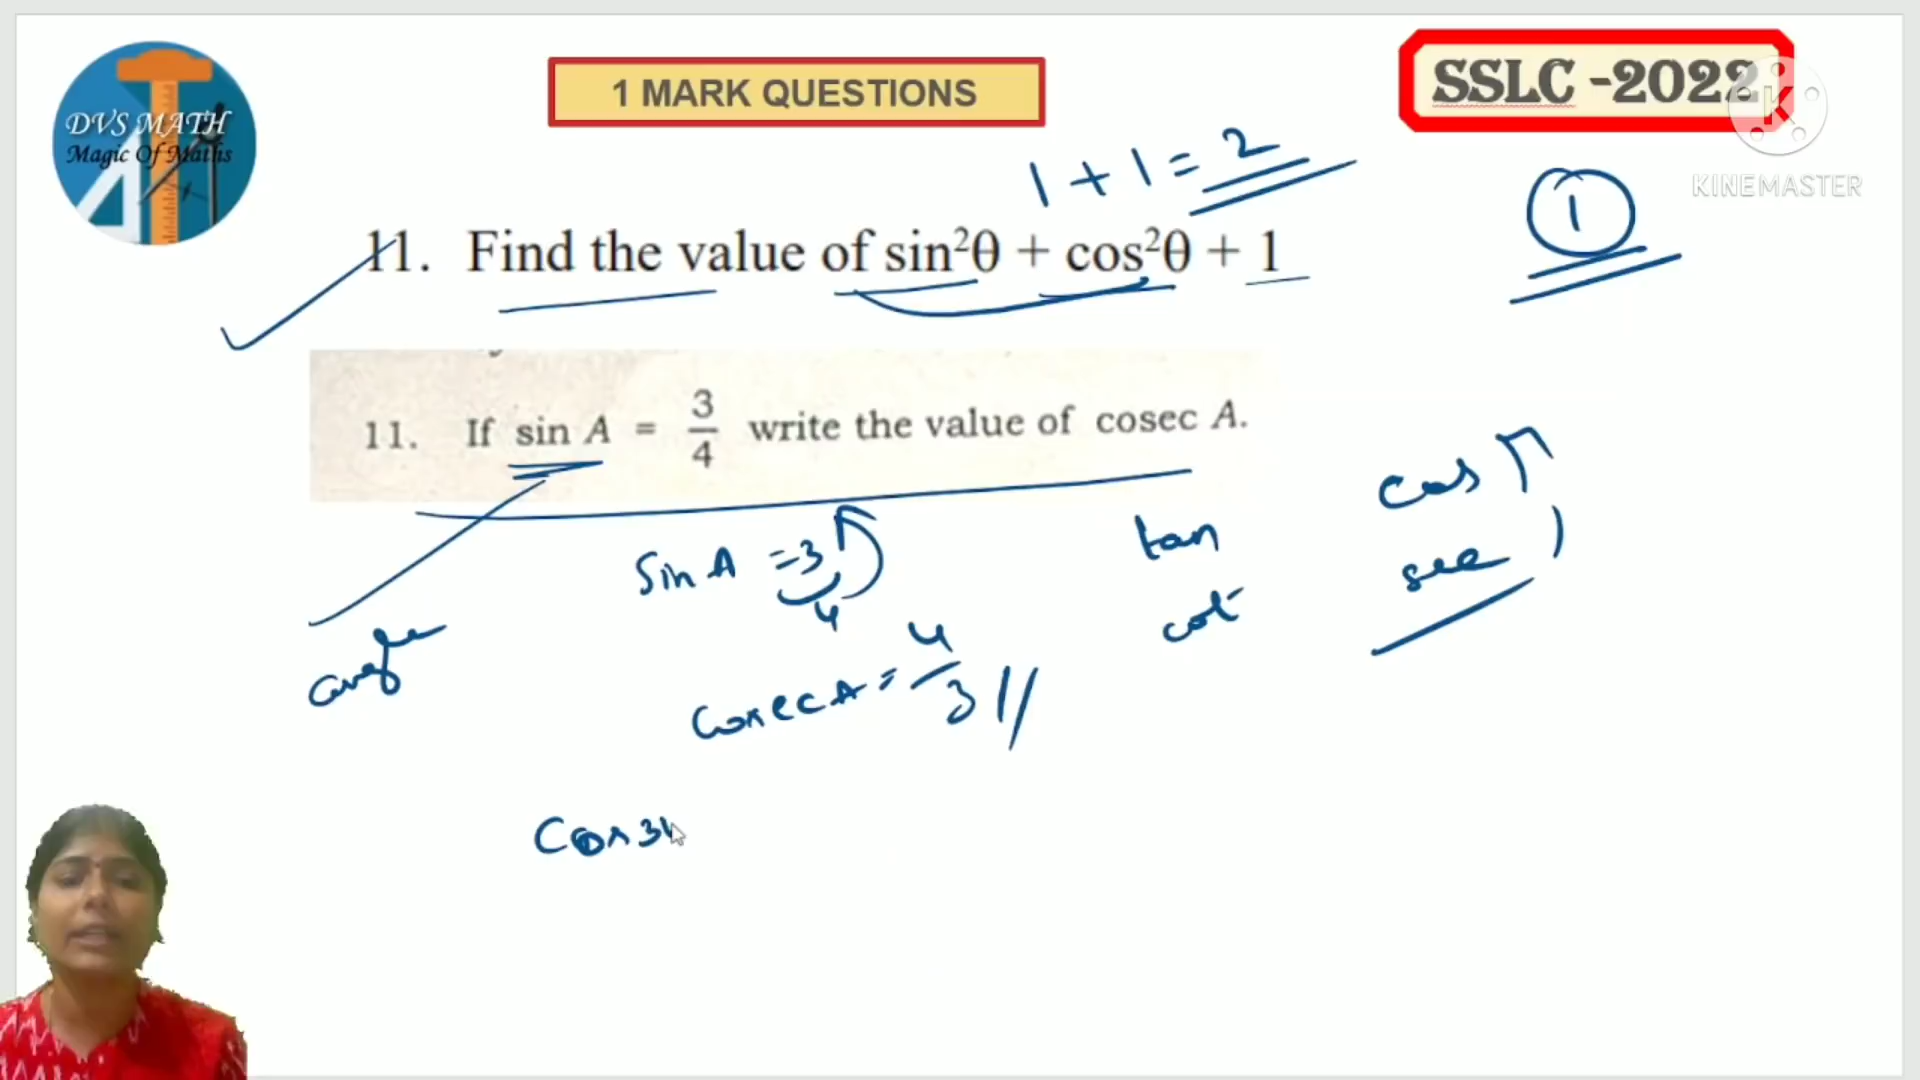 DVS MATH
Magic Of Maths
1 MARK QUESTIONS
SSLC -2022
KINEMASTER
1 + 1 = 2
1
11. Find the value of sin²θ + cos²θ + 1
11. If sin A = 3/4 write the value of cosec A.
sin A = 3/4
tan
cot
cos
sec
cosec A = 4/3 //